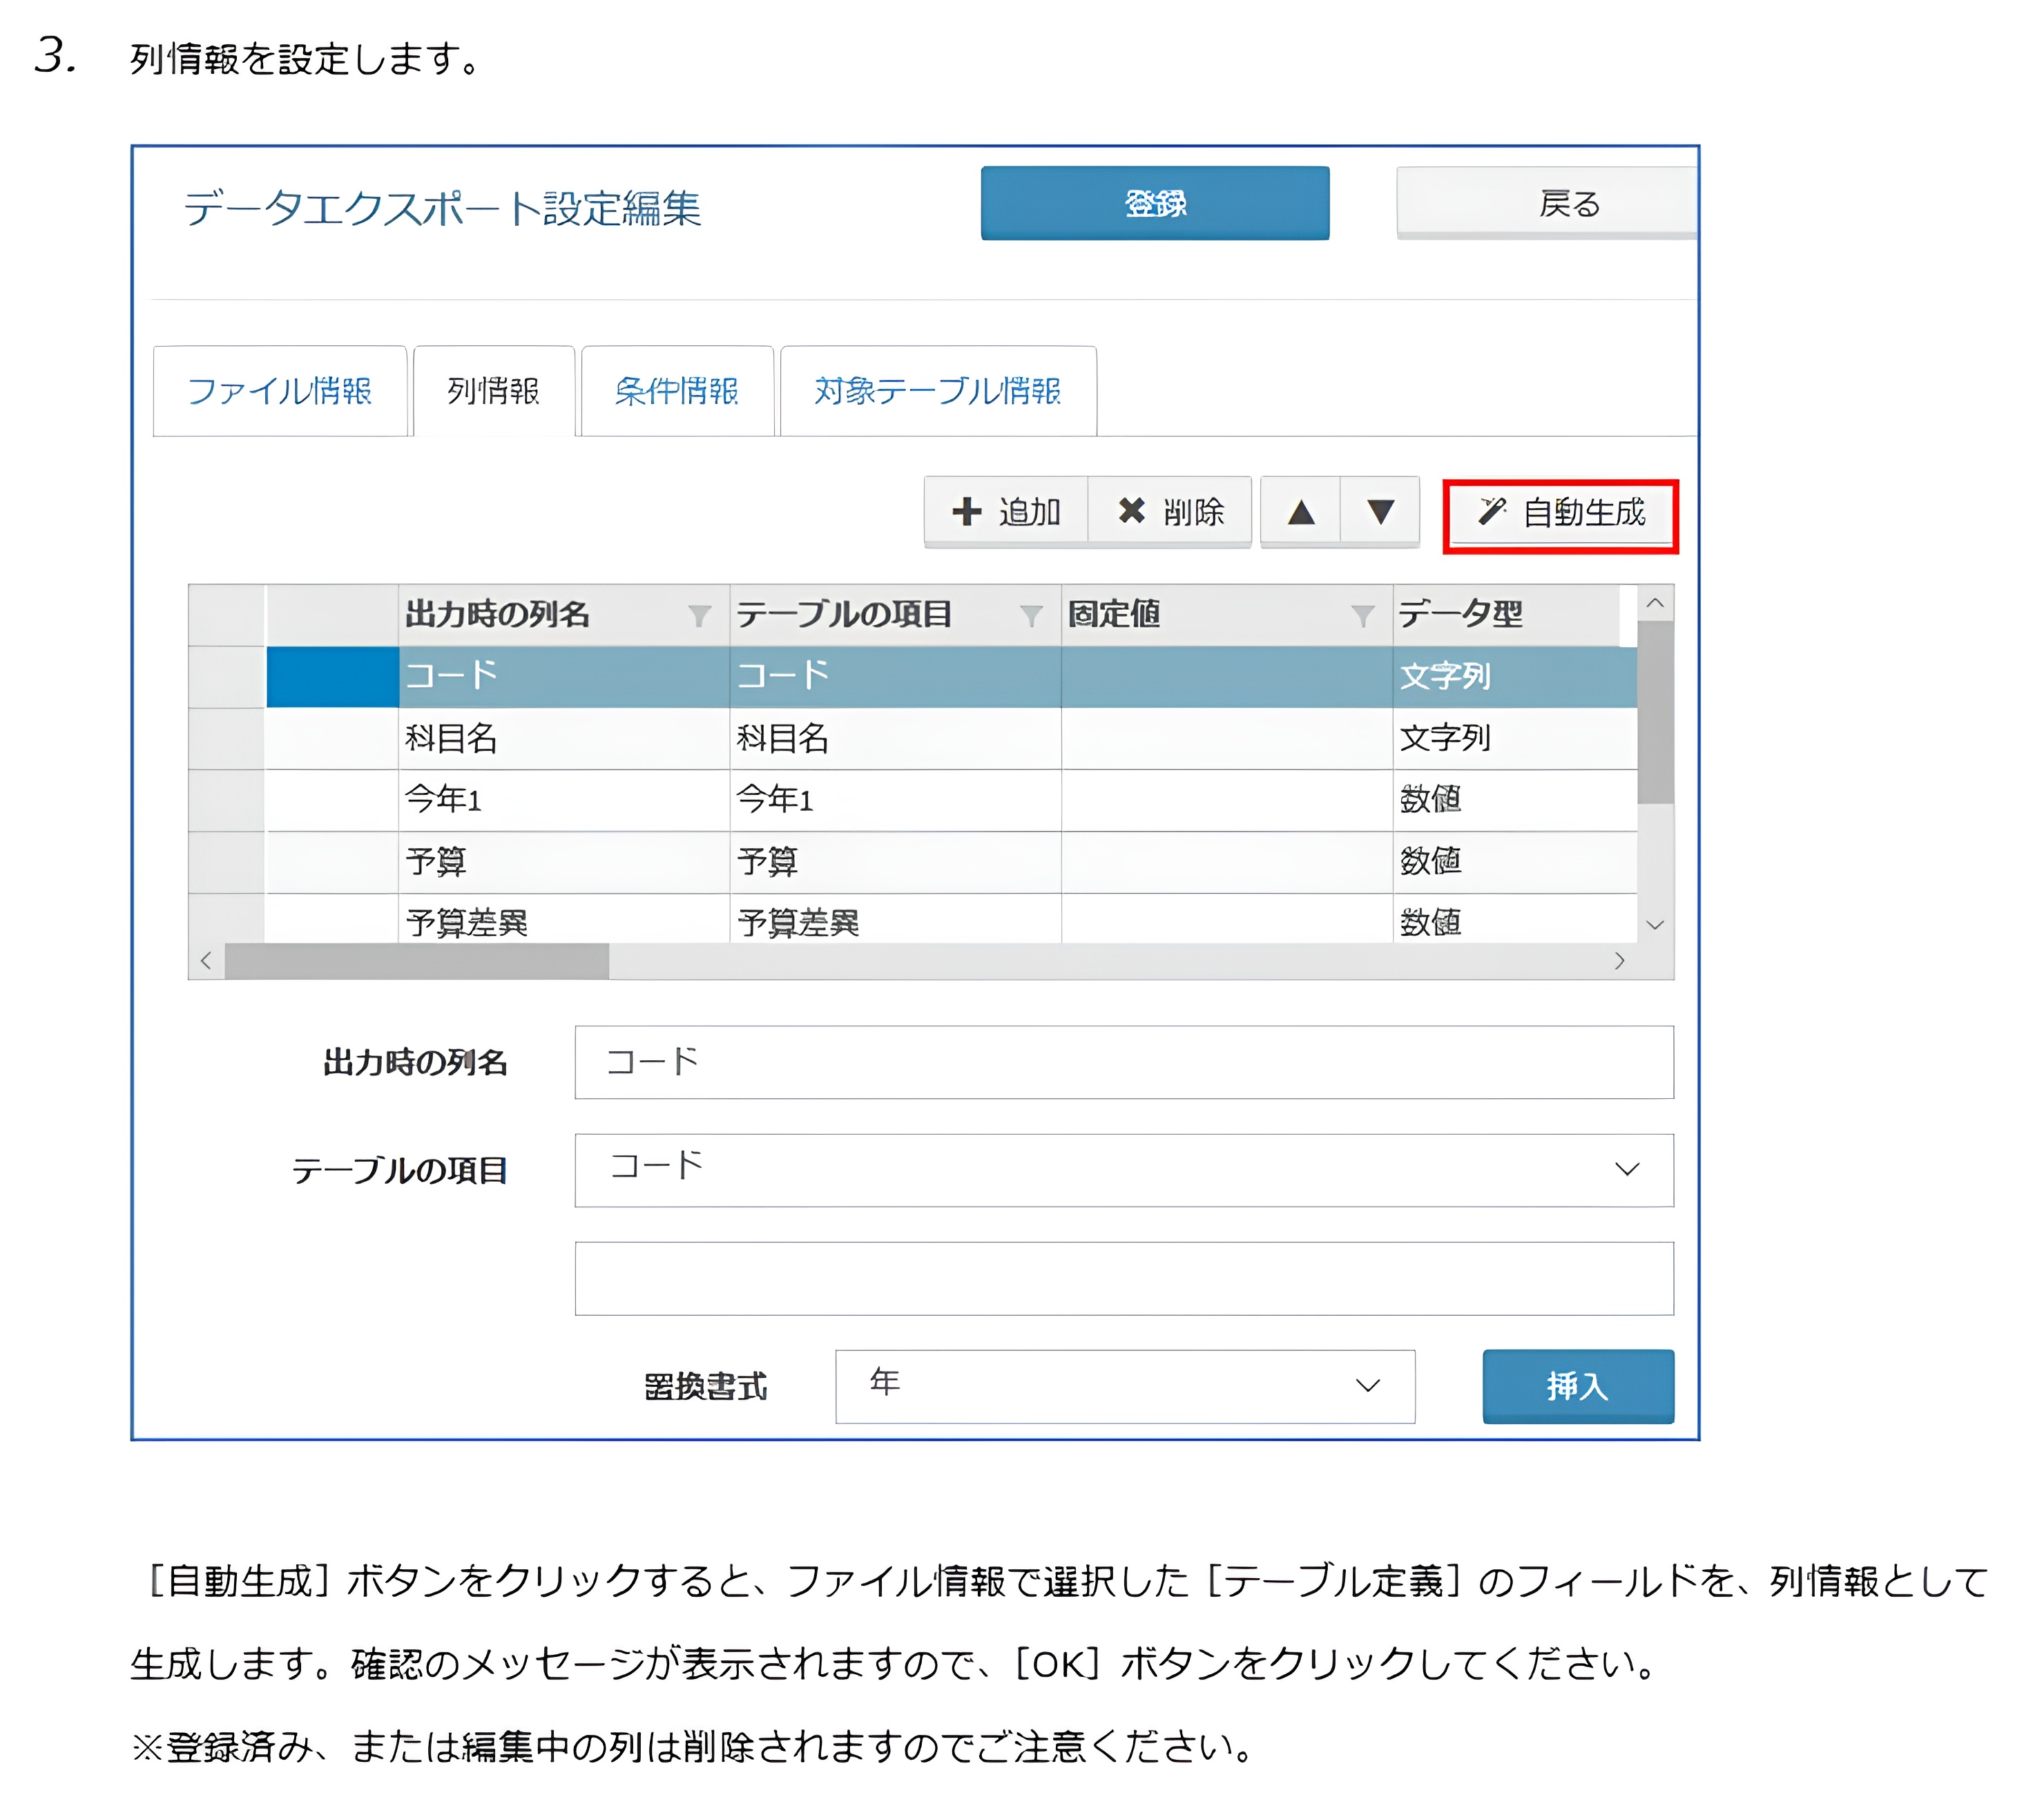 3. 列情報を設定します。
データエクスポート設定編集 登録 戻る
ファイル情報 列情報 条件情報 対象テーブル情報
追加 削除 自動生成
出力時の列名 テーブルの項目 固定値 データ型
コード コード 文字列
科目名 科目名 文字列
今年1 今年1 数値
予算 予算 数値
予算差異 予算差異 数値
出力時の列名 コード
テーブルの項目 コード
置換書式 年 挿入
［自動生成］ボタンをクリックすると、ファイル情報で選択した［テーブル定義］のフィールドを、列情報として
生成します。確認のメッセージが表示されますので、［OK］ボタンをクリックしてください。
※登録済み、または編集中の列は削除されますのでご注意ください。